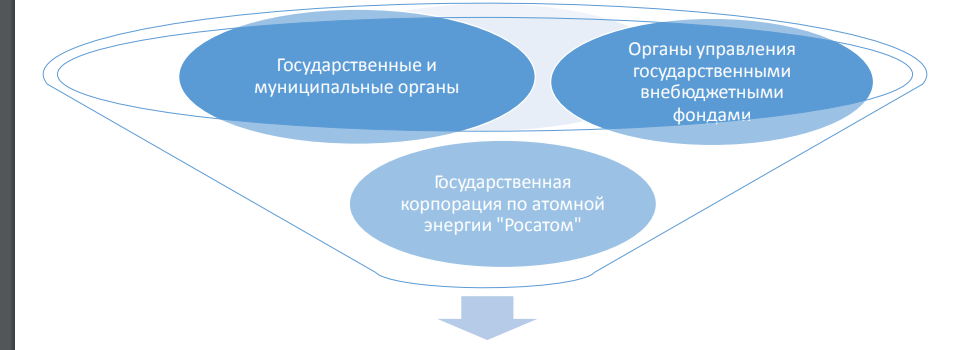 Государственные и
муниципальные органы
Органы управления
государственными
внебюджетными
фондами
Государственная
корпорация по атомной
энергии "Росатом"